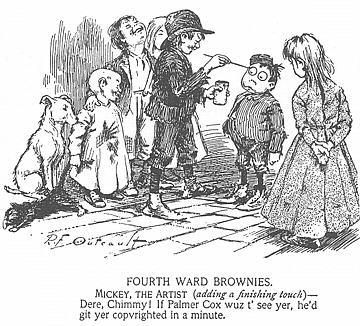 R.F. Outcault
FOURTH WARD BROWNIES.
MICKEY, THE ARTIST (adding a finishing touch)—
Dere, Chimmy! If Palmer Cox wuz t' see yer, he'd
git yer copyrighted in a minute.